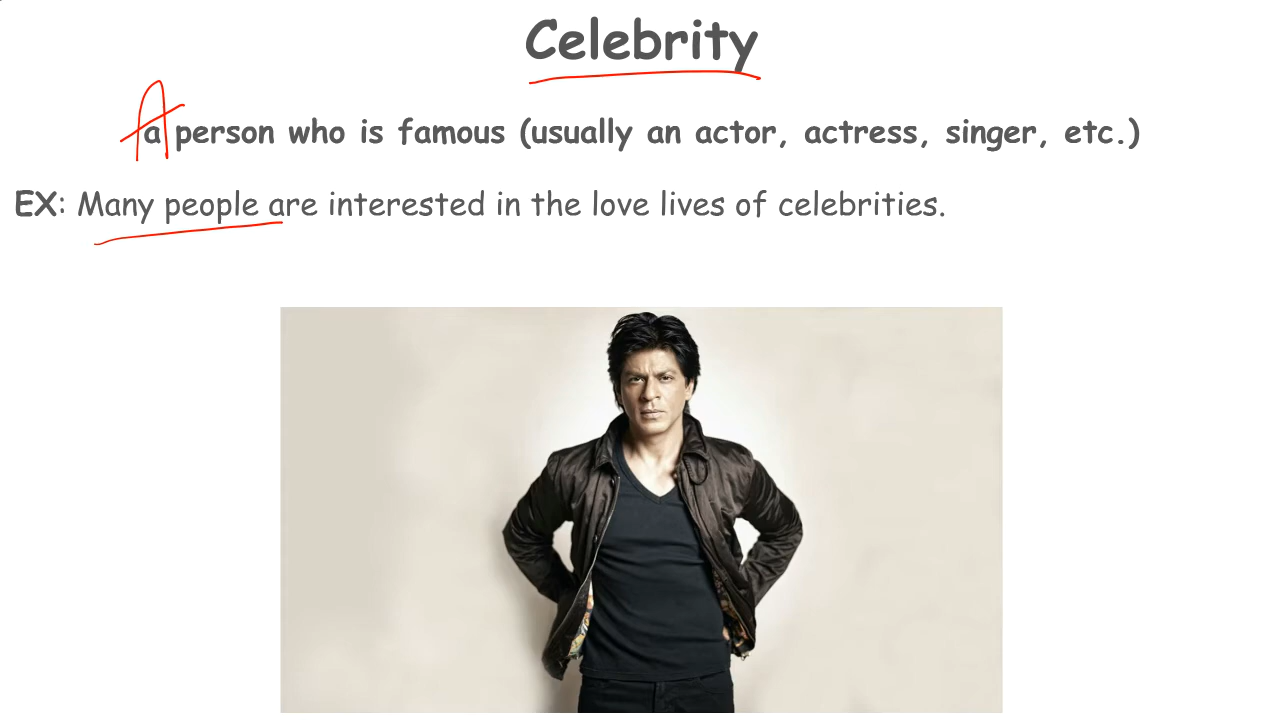 Celebrity
A person who is famous (usually an actor, actress, singer, etc.)
EX: Many people are interested in the love lives of celebrities.